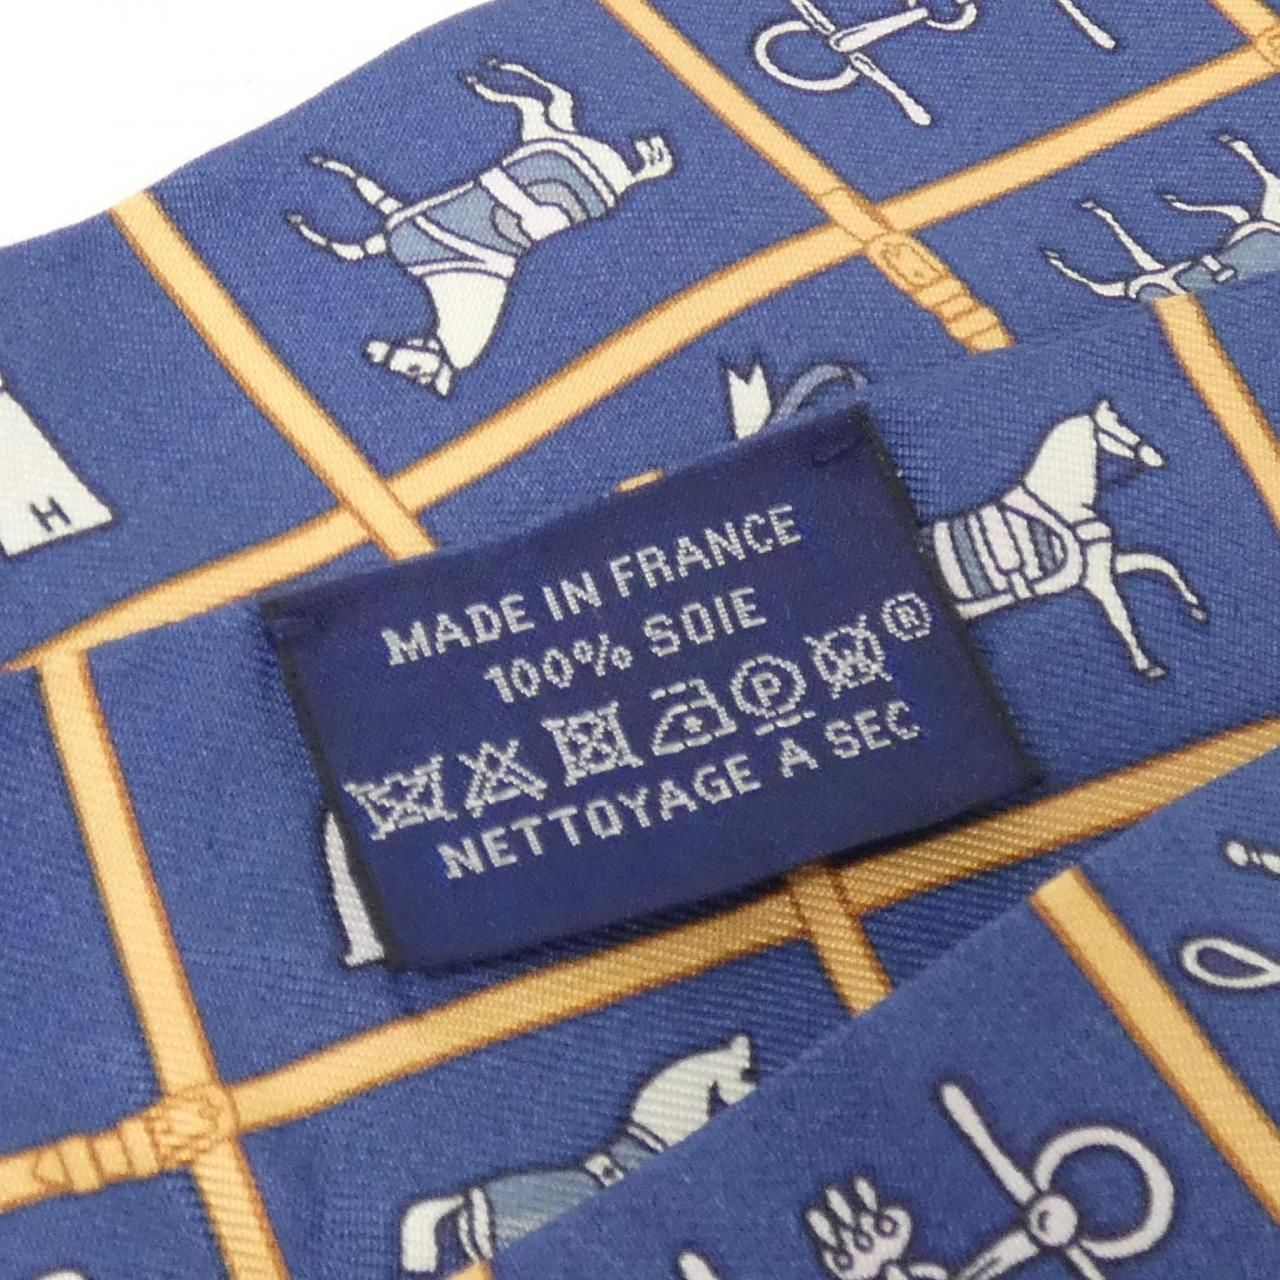 H
MADE IN FRANCE
100% SOIE
P ®
NETTOYAGE A SEC